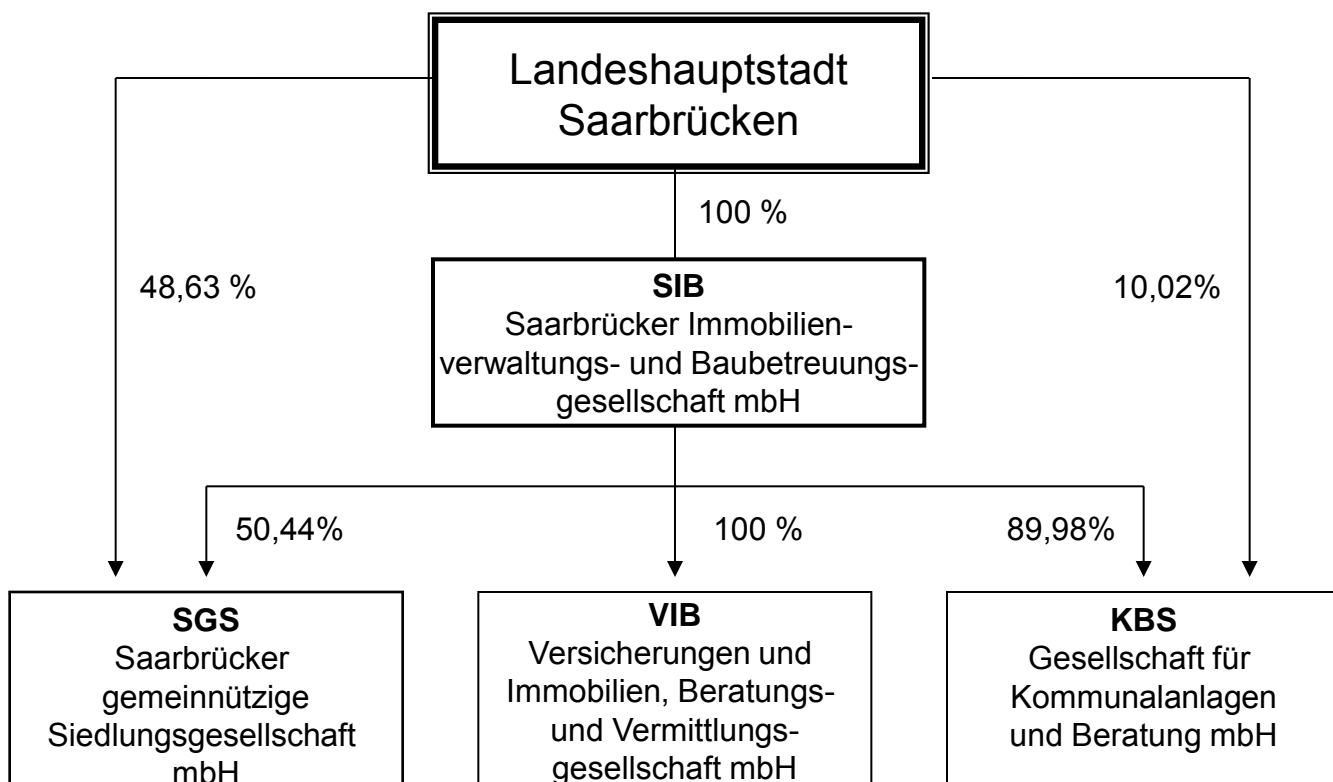 Landeshauptstadt
Saarbrücken
100 %
48,63 %
10,02%
SIB
Saarbrücker Immobilien-
verwaltungs- und Baubetreuungs-
gesellschaft mbH
50,44%
100 %
89,98%
SGS
Saarbrücker
gemeinnützige
Siedlungsgesellschaft
mbH
VIB
Versicherungen und
Immobilien, Beratungs-
und Vermittlungs-
gesellschaft mbH
KBS
Gesellschaft für
Kommunalanlagen
und Beratung mbH